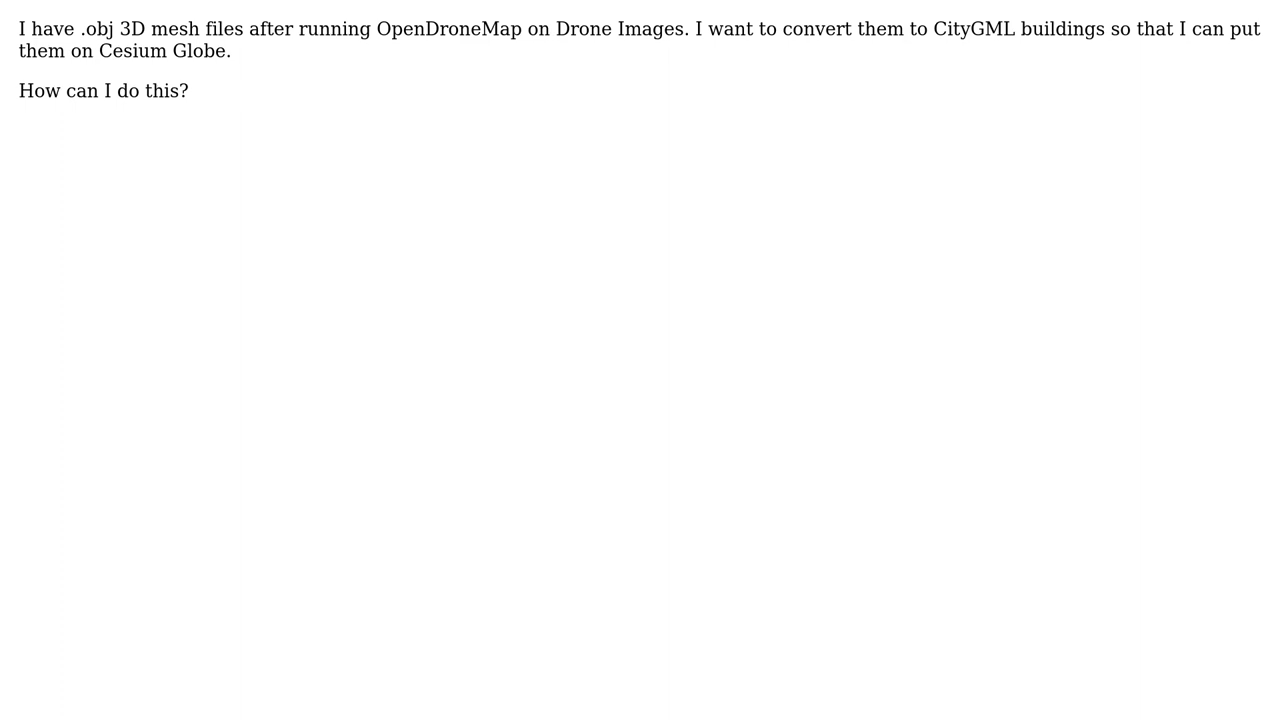 I have .obj 3D mesh files after running OpenDroneMap on Drone Images. I want to convert them to CityGML buildings so that I can put
them on Cesium Globe.
How can I do this?